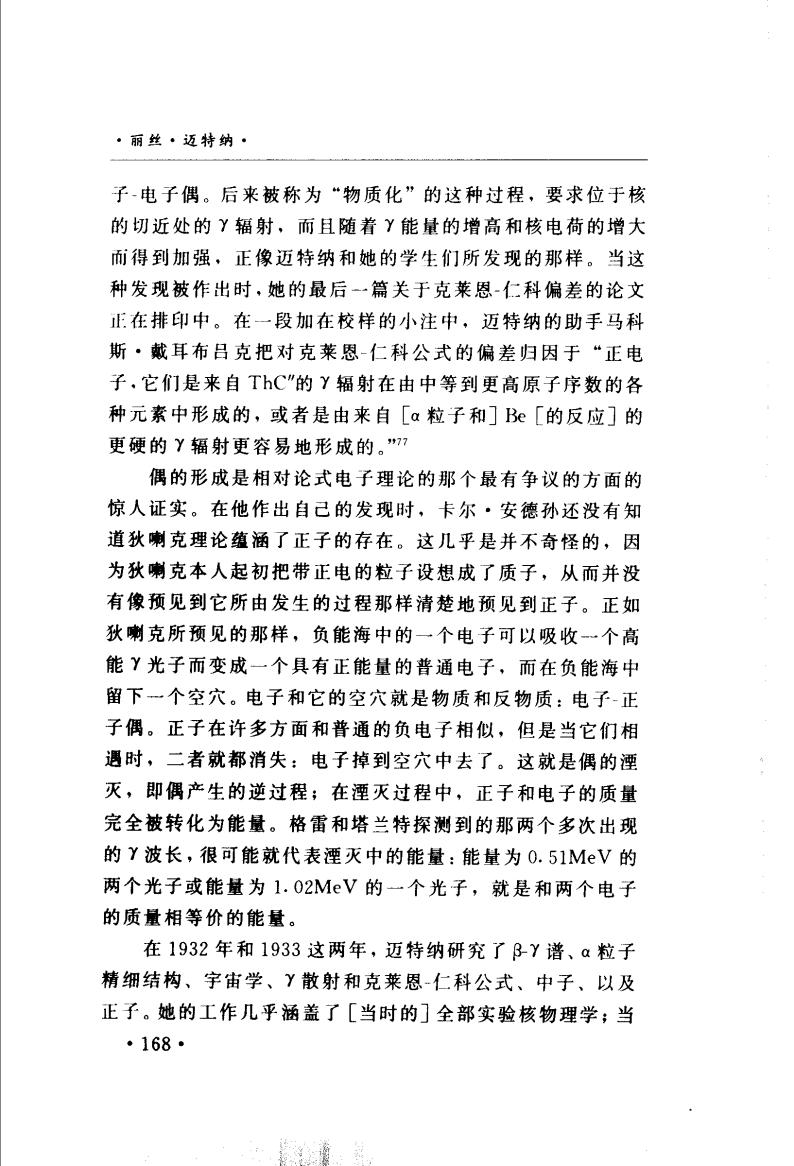 ·丽丝·迈特纳·
子-电子偶。后来被称为“物质化”的这种过程，要求位于核
的切近处的γ辐射，而且随着γ能量的增高和核电荷的增大
而得到加强，正像迈特纳和她的学生们所发现的那样。当这
种发现被作出时，她的最后一篇关于克莱恩-仁科偏差的论文
正在排印中。在一段加在校样的小注中，迈特纳的助手马科
斯·戴耳布吕克把对克莱恩-仁科公式的偏差归因于“正电
子，它们是来自ThC″的γ辐射在由中等到更高原子序数的各
种元素中形成的，或者是由来自［α粒子和］Be［的反应］的
更硬的γ辐射更容易地形成的。”77
偶的形成是相对论式电子理论的那个最有争议的方面的
惊人证实。在他作出自己的发现时，卡尔·安德孙还没有知
道狄喇克理论蕴涵了正子的存在。这几乎是并不奇怪的，因
为狄喇克本人起初把带正电的粒子设想成了质子，从而并没
有像预见到它所由发生的过程那样清楚地预见到正子。正如
狄喇克所预见的那样，负能海中的一个电子可以吸收一个高
能γ光子而变成一个具有正能量的普通电子，而在负能海中
留下一个空穴。电子和它的空穴就是物质和反物质：电子-正
子偶。正子在许多方面和普通的负电子相似，但是当它们相
遇时，二者就都消失：电子掉到空穴中去了。这就是偶的湮
灭，即偶产生的逆过程；在湮灭过程中，正子和电子的质量
完全被转化为能量。格雷和塔兰特探测到的那两个多次出现
的γ波长，很可能就代表湮灭中的能量：能量为0.51MeV的
两个光子或能量为1.02MeV的一个光子，就是和两个电子
的质量相等价的能量。
在1932年和1933这两年，迈特纳研究了β-γ谱、α粒子
精细结构、宇宙学、γ散射和克莱恩-仁科公式、中子、以及
正子。她的工作几乎涵盖了［当时的］全部实验核物理学；当
·168·